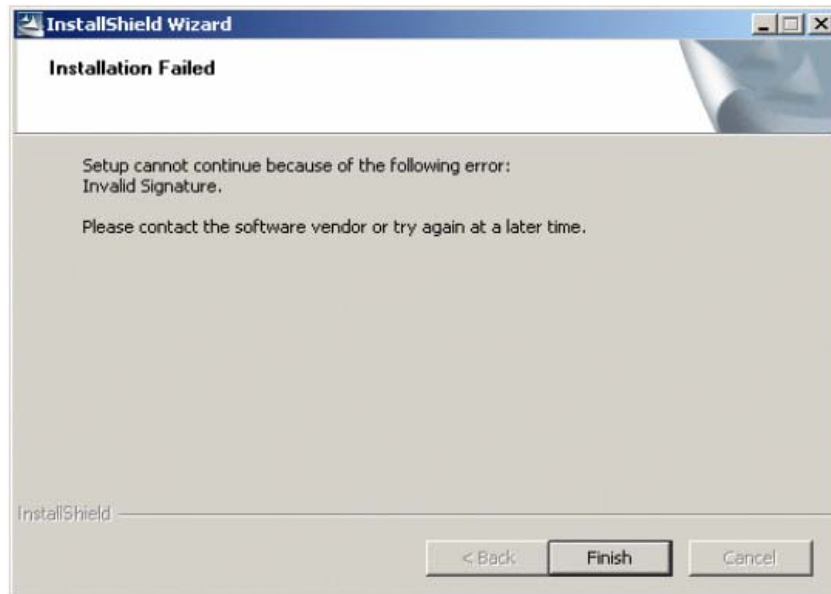 InstallShield Wizard
Installation Failed
Setup cannot continue because of the following error:
Invalid Signature.
Please contact the software vendor or try again at a later time.
InstallShield
< Back
Finish
Cancel